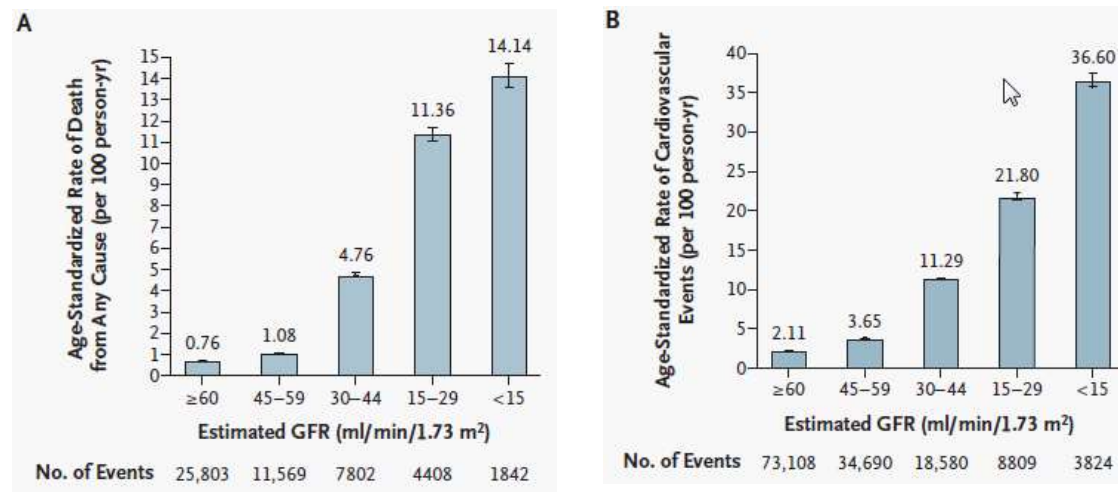 A
Age-Standardized Rate of Death
from Any Cause (per 100 person-yr)
15
14
13
12
11
10
9
8
7
6
5
4
3
2
1
0
0.76
1.08
4.76
11.36
14.14
≥60 45–59 30–44 15–29 <15
Estimated GFR (ml/min/1.73 m²)
No. of Events 25,803 11,569 7802 4408 1842
B
Age-Standardized Rate of Cardiovascular
Events (per 100 person-yr)
40
35
30
25
20
15
10
5
0
2.11
3.65
11.29
21.80
36.60
≥60 45–59 30–44 15–29 <15
Estimated GFR (ml/min/1.73 m²)
No. of Events 73,108 34,690 18,580 8809 3824